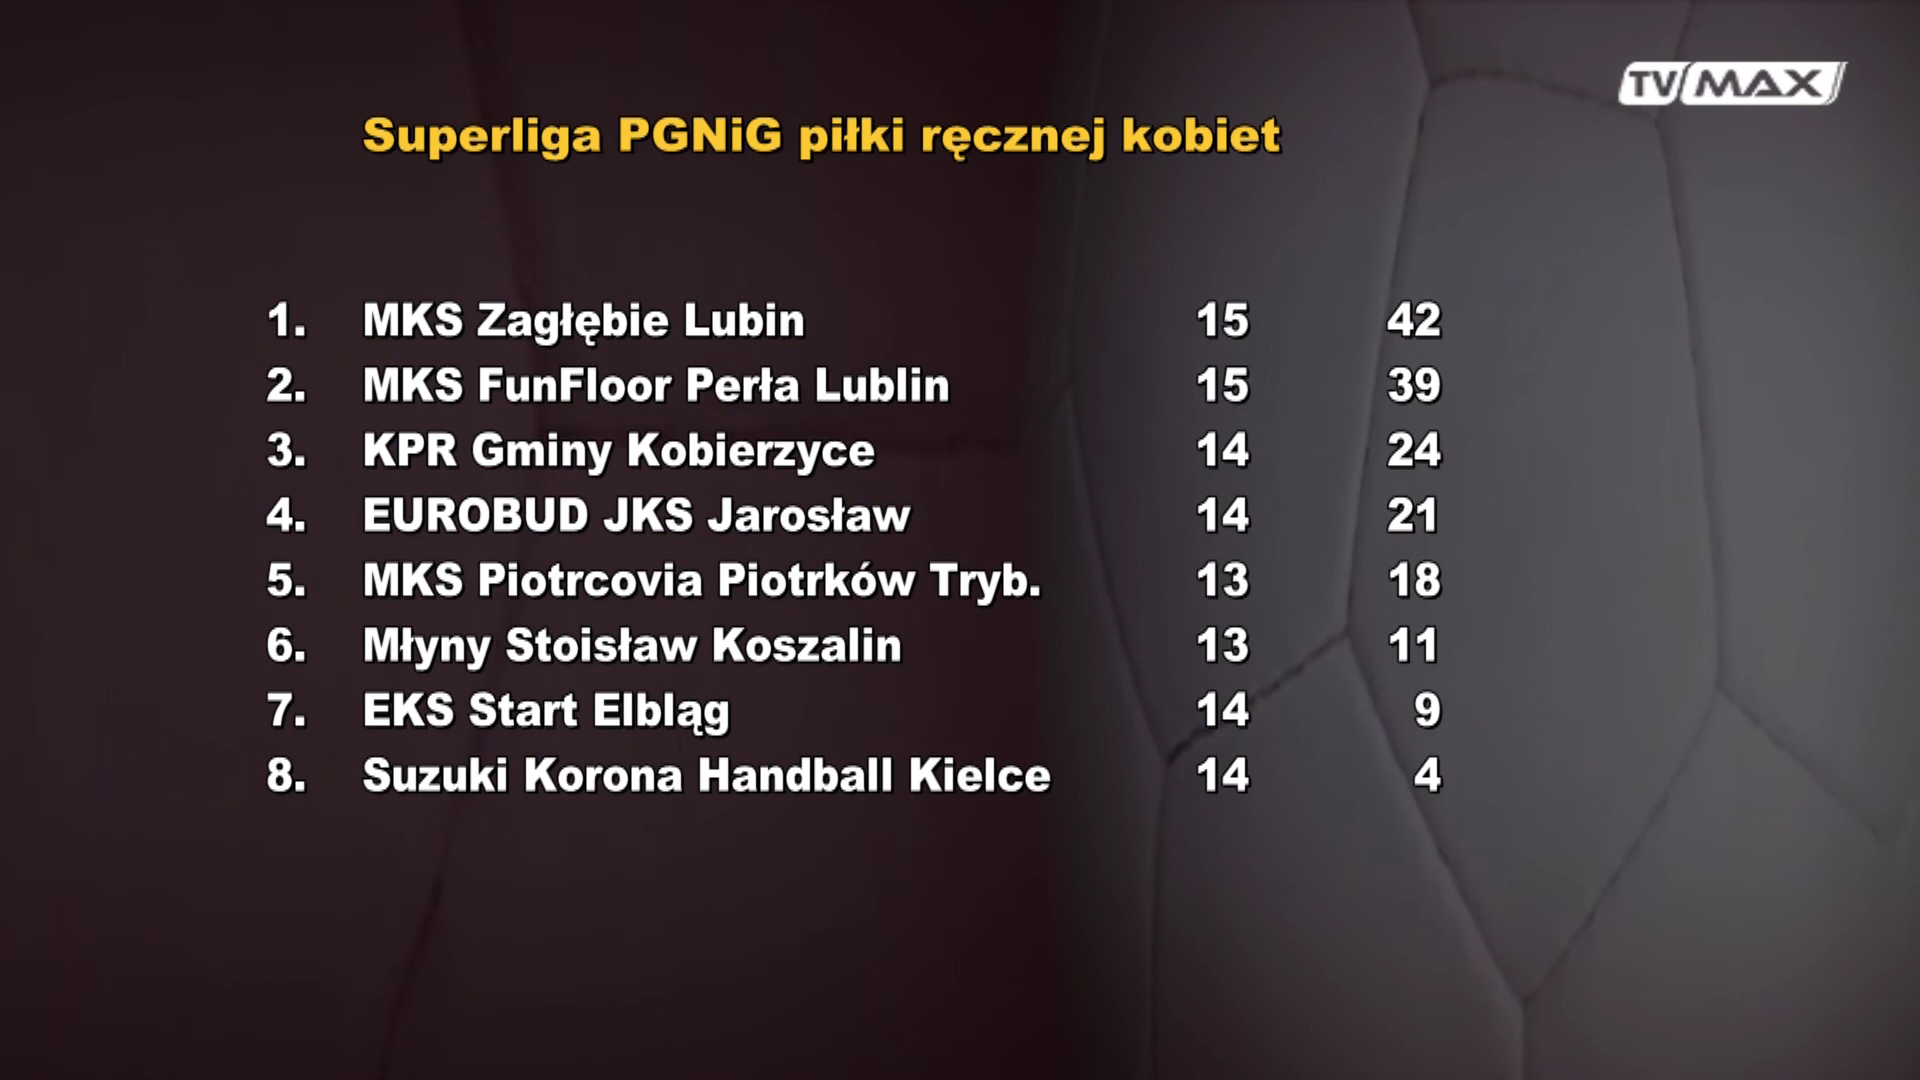 TV MAX
Superliga PGNiG piłki ręcznej kobiet
1. MKS Zagłębie Lubin 15 42
2. MKS FunFloor Perła Lublin 15 39
3. KPR Gminy Kobierzyce 14 24
4. EUROBUD JKS Jarosław 14 21
5. MKS Piotrcovia Piotrków Tryb. 13 18
6. Młyny Stoisław Koszalin 13 11
7. EKS Start Elbląg 14 9
8. Suzuki Korona Handball Kielce 14 4